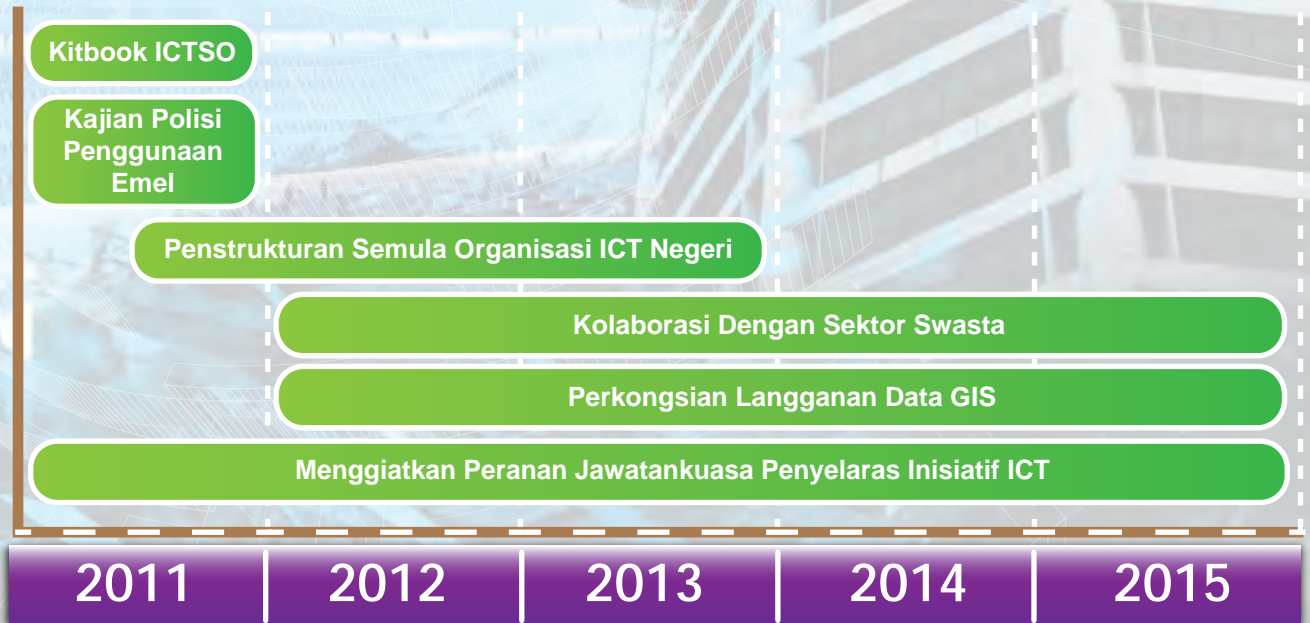 Kitbook ICTSO
Kajian Polisi
Penggunaan
Emel
Penstrukturan Semula Organisasi ICT Negeri
Kolaborasi Dengan Sektor Swasta
Perkongsian Langganan Data GIS
Menggiatkan Peranan Jawatankuasa Penyelaras Inisiatif ICT
2011 2012 2013 2014 2015